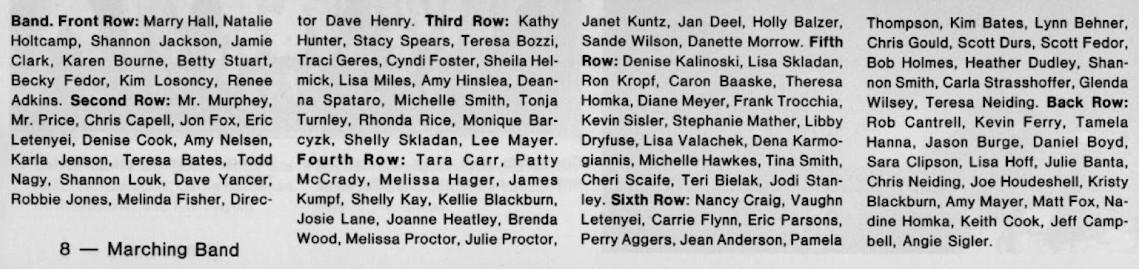 Band. Front Row: Marry Hall, Natalie
Holtcamp, Shannon Jackson, Jamie
Clark, Karen Bourne, Betty Stuart,
Becky Fedor, Kim Losoncy, Renee
Adkins. Second Row: Mr. Murphey,
Mr. Price, Chris Capell, Jon Fox, Eric
Letenyei, Denise Cook, Amy Nelsen,
Karla Jenson, Teresa Bates, Todd
Nagy, Shannon Louk, Dave Yancer,
Robbie Jones, Melinda Fisher, Direc-
tor Dave Henry. Third Row: Kathy
Hunter, Stacy Spears, Teresa Bozzi,
Traci Geres, Cyndi Foster, Sheila Hel-
mick, Lisa Miles, Amy Hinslea, Dean-
na Spataro, Michelle Smith, Tonja
Turnley, Rhonda Rice, Monique Bar-
cyzk, Shelly Skladan, Lee Mayer.
Fourth Row: Tara Carr, Patty
McCrady, Melissa Hager, James
Kumpf, Shelly Kay, Kellie Blackburn,
Josie Lane, Joanne Heatley, Brenda
Wood, Melissa Proctor, Julie Proctor,
Janet Kuntz, Jan Deel, Holly Balzer,
Sande Wilson, Danette Morrow. Fifth
Row: Denise Kalinoski, Lisa Skladan,
Ron Kropf, Caron Baaske, Theresa
Homka, Diane Meyer, Frank Trocchia,
Kevin Sisler, Stephanie Mather, Libby
Dryfuse, Lisa Valachek, Dena Karmo-
giannis, Michelle Hawkes, Tina Smith,
Cheri Scaife, Teri Bielak, Jodi Stan-
ley. Sixth Row: Nancy Craig, Vaughn
Letenyei, Carrie Flynn, Eric Parsons,
Perry Aggers, Jean Anderson, Pamela
Thompson, Kim Bates, Lynn Behner,
Chris Gould, Scott Durs, Scott Fedor,
Bob Holmes, Heather Dudley, Shan-
non Smith, Carla Strasshoffer, Glenda
Wilsey, Teresa Neiding. Back Row:
Rob Cantrell, Kevin Ferry, Tamela
Hanna, Jason Burge, Daniel Boyd,
Sara Clipson, Lisa Hoff, Julie Banta,
Chris Neiding, Joe Houdeshell, Kristy
Blackburn, Amy Mayer, Matt Fox, Na-
dine Homka, Keith Cook, Jeff Camp-
bell, Angie Sigler.
8 — Marching Band